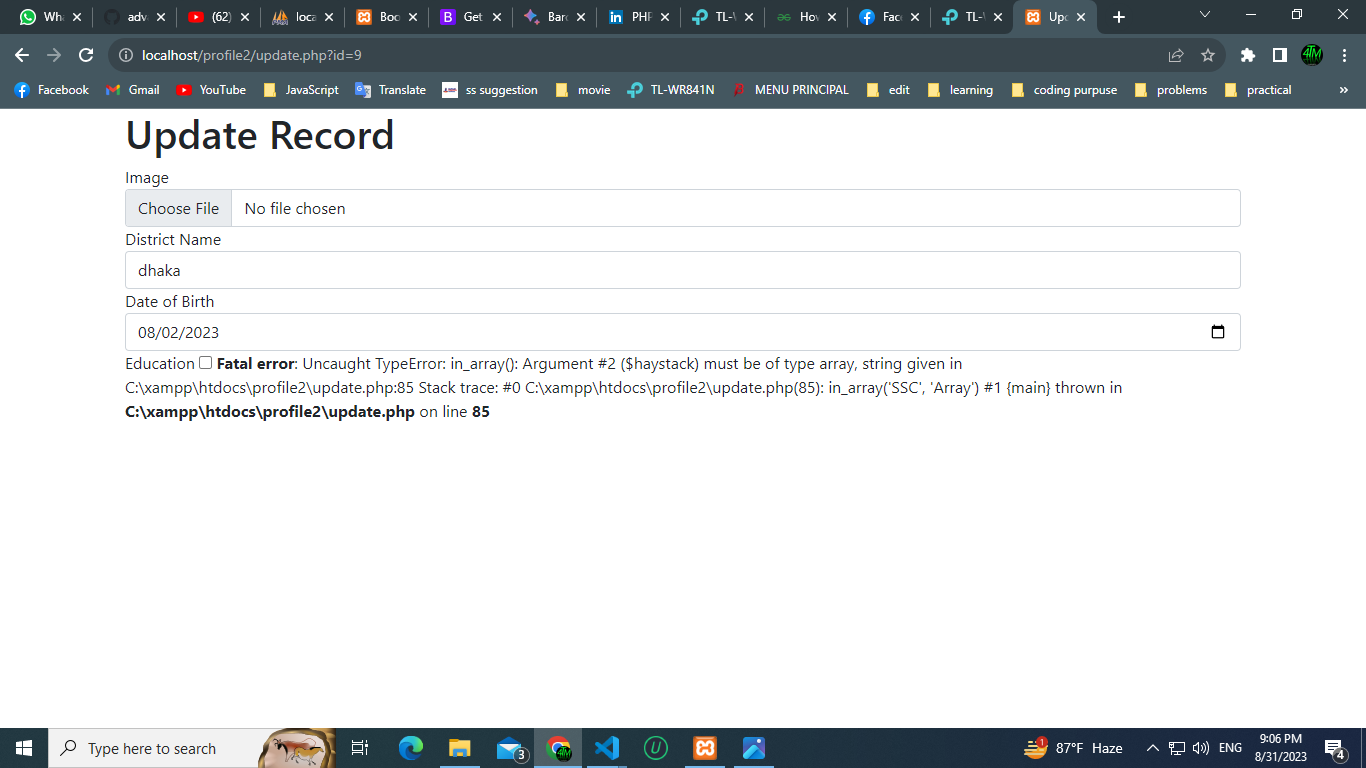 Wha
adva
(62)
loca
Boo
Get
Bard
PHP
TL-W
How
Face
TL-W
Upd
localhost/profile2/update.php?id=9
Facebook Gmail YouTube JavaScript Translate ss suggestion movie TL-WR841N MENU PRINCIPAL edit learning coding purpuse problems practical »
Update Record
Image
Choose File No file chosen
District Name
dhaka
Date of Birth
08/02/2023
Education Fatal error: Uncaught TypeError: in_array(): Argument #2 ($haystack) must be of type array, string given in
C:\xampp\htdocs\profile2\update.php:85 Stack trace: #0 C:\xampp\htdocs\profile2\update.php(85): in_array('SSC', 'Array') #1 {main} thrown in
C:\xampp\htdocs\profile2\update.php on line 85
Type here to search
3
1
87°F Haze
ENG
9:06 PM
8/31/2023
4